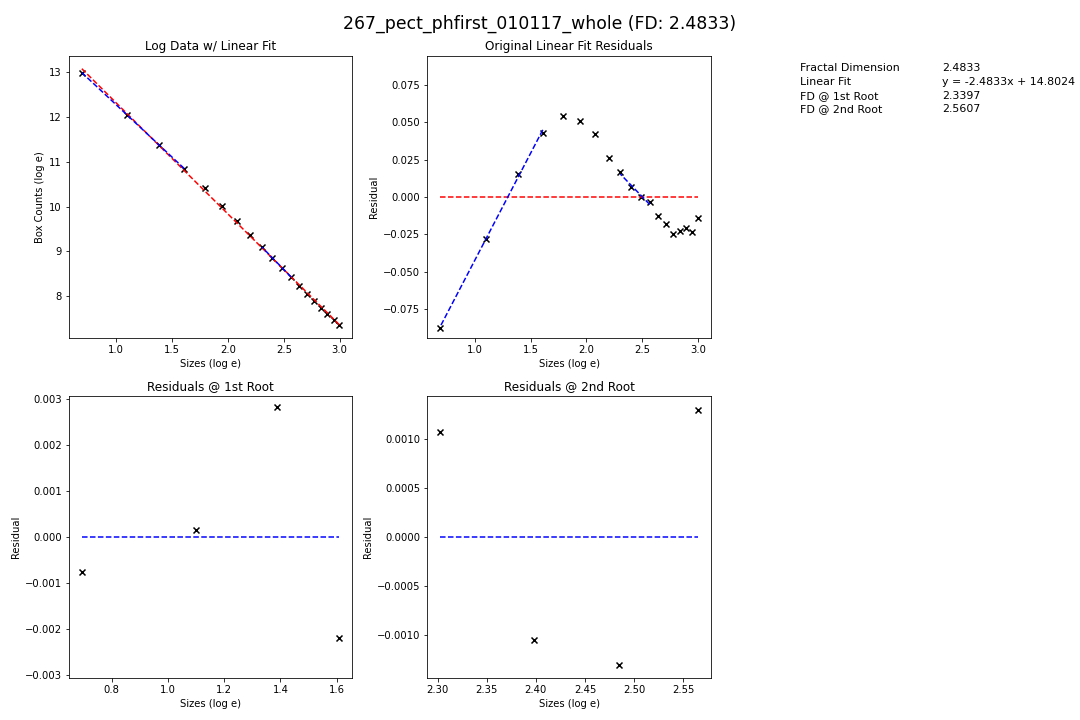 267_pect_phfirst_010117_whole (FD: 2.4833)
Log Data w/ Linear Fit
13
12
11
10
9
8
Box Counts (log e)
1.0 1.5 2.0 2.5 3.0
Sizes (log e)
Original Linear Fit Residuals
0.075
0.050
0.025
0.000
−0.025
−0.050
−0.075
Residual
1.0 1.5 2.0 2.5 3.0
Sizes (log e)
Fractal Dimension 2.4833
Linear Fit y = -2.4833x + 14.8024
FD @ 1st Root 2.3397
FD @ 2nd Root 2.5607
Residuals @ 1st Root
0.003
0.002
0.001
0.000
−0.001
−0.002
−0.003
Residual
0.8 1.0 1.2 1.4 1.6
Sizes (log e)
Residuals @ 2nd Root
0.0010
0.0005
0.0000
−0.0005
−0.0010
Residual
2.30 2.35 2.40 2.45 2.50 2.55
Sizes (log e)